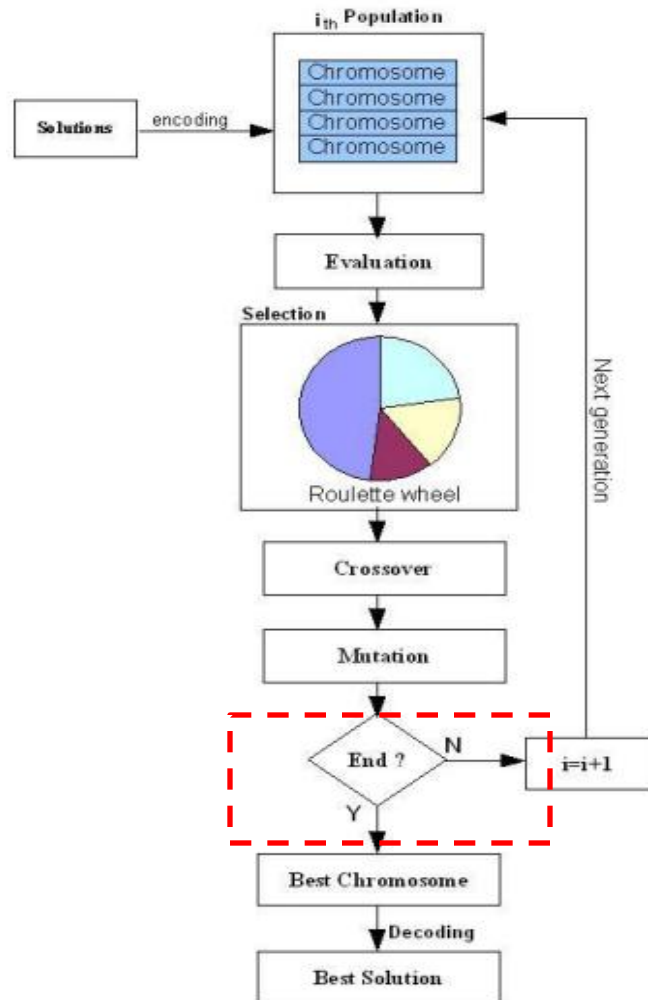 i th Population
Chromosome
Chromosome
Chromosome
Chromosome
Solutions
encoding
Evaluation
Selection
Roulette wheel
Next generation
Crossover
Mutation
End ?
N
i=i+1
Y
Best Chromosome
Decoding
Best Solution